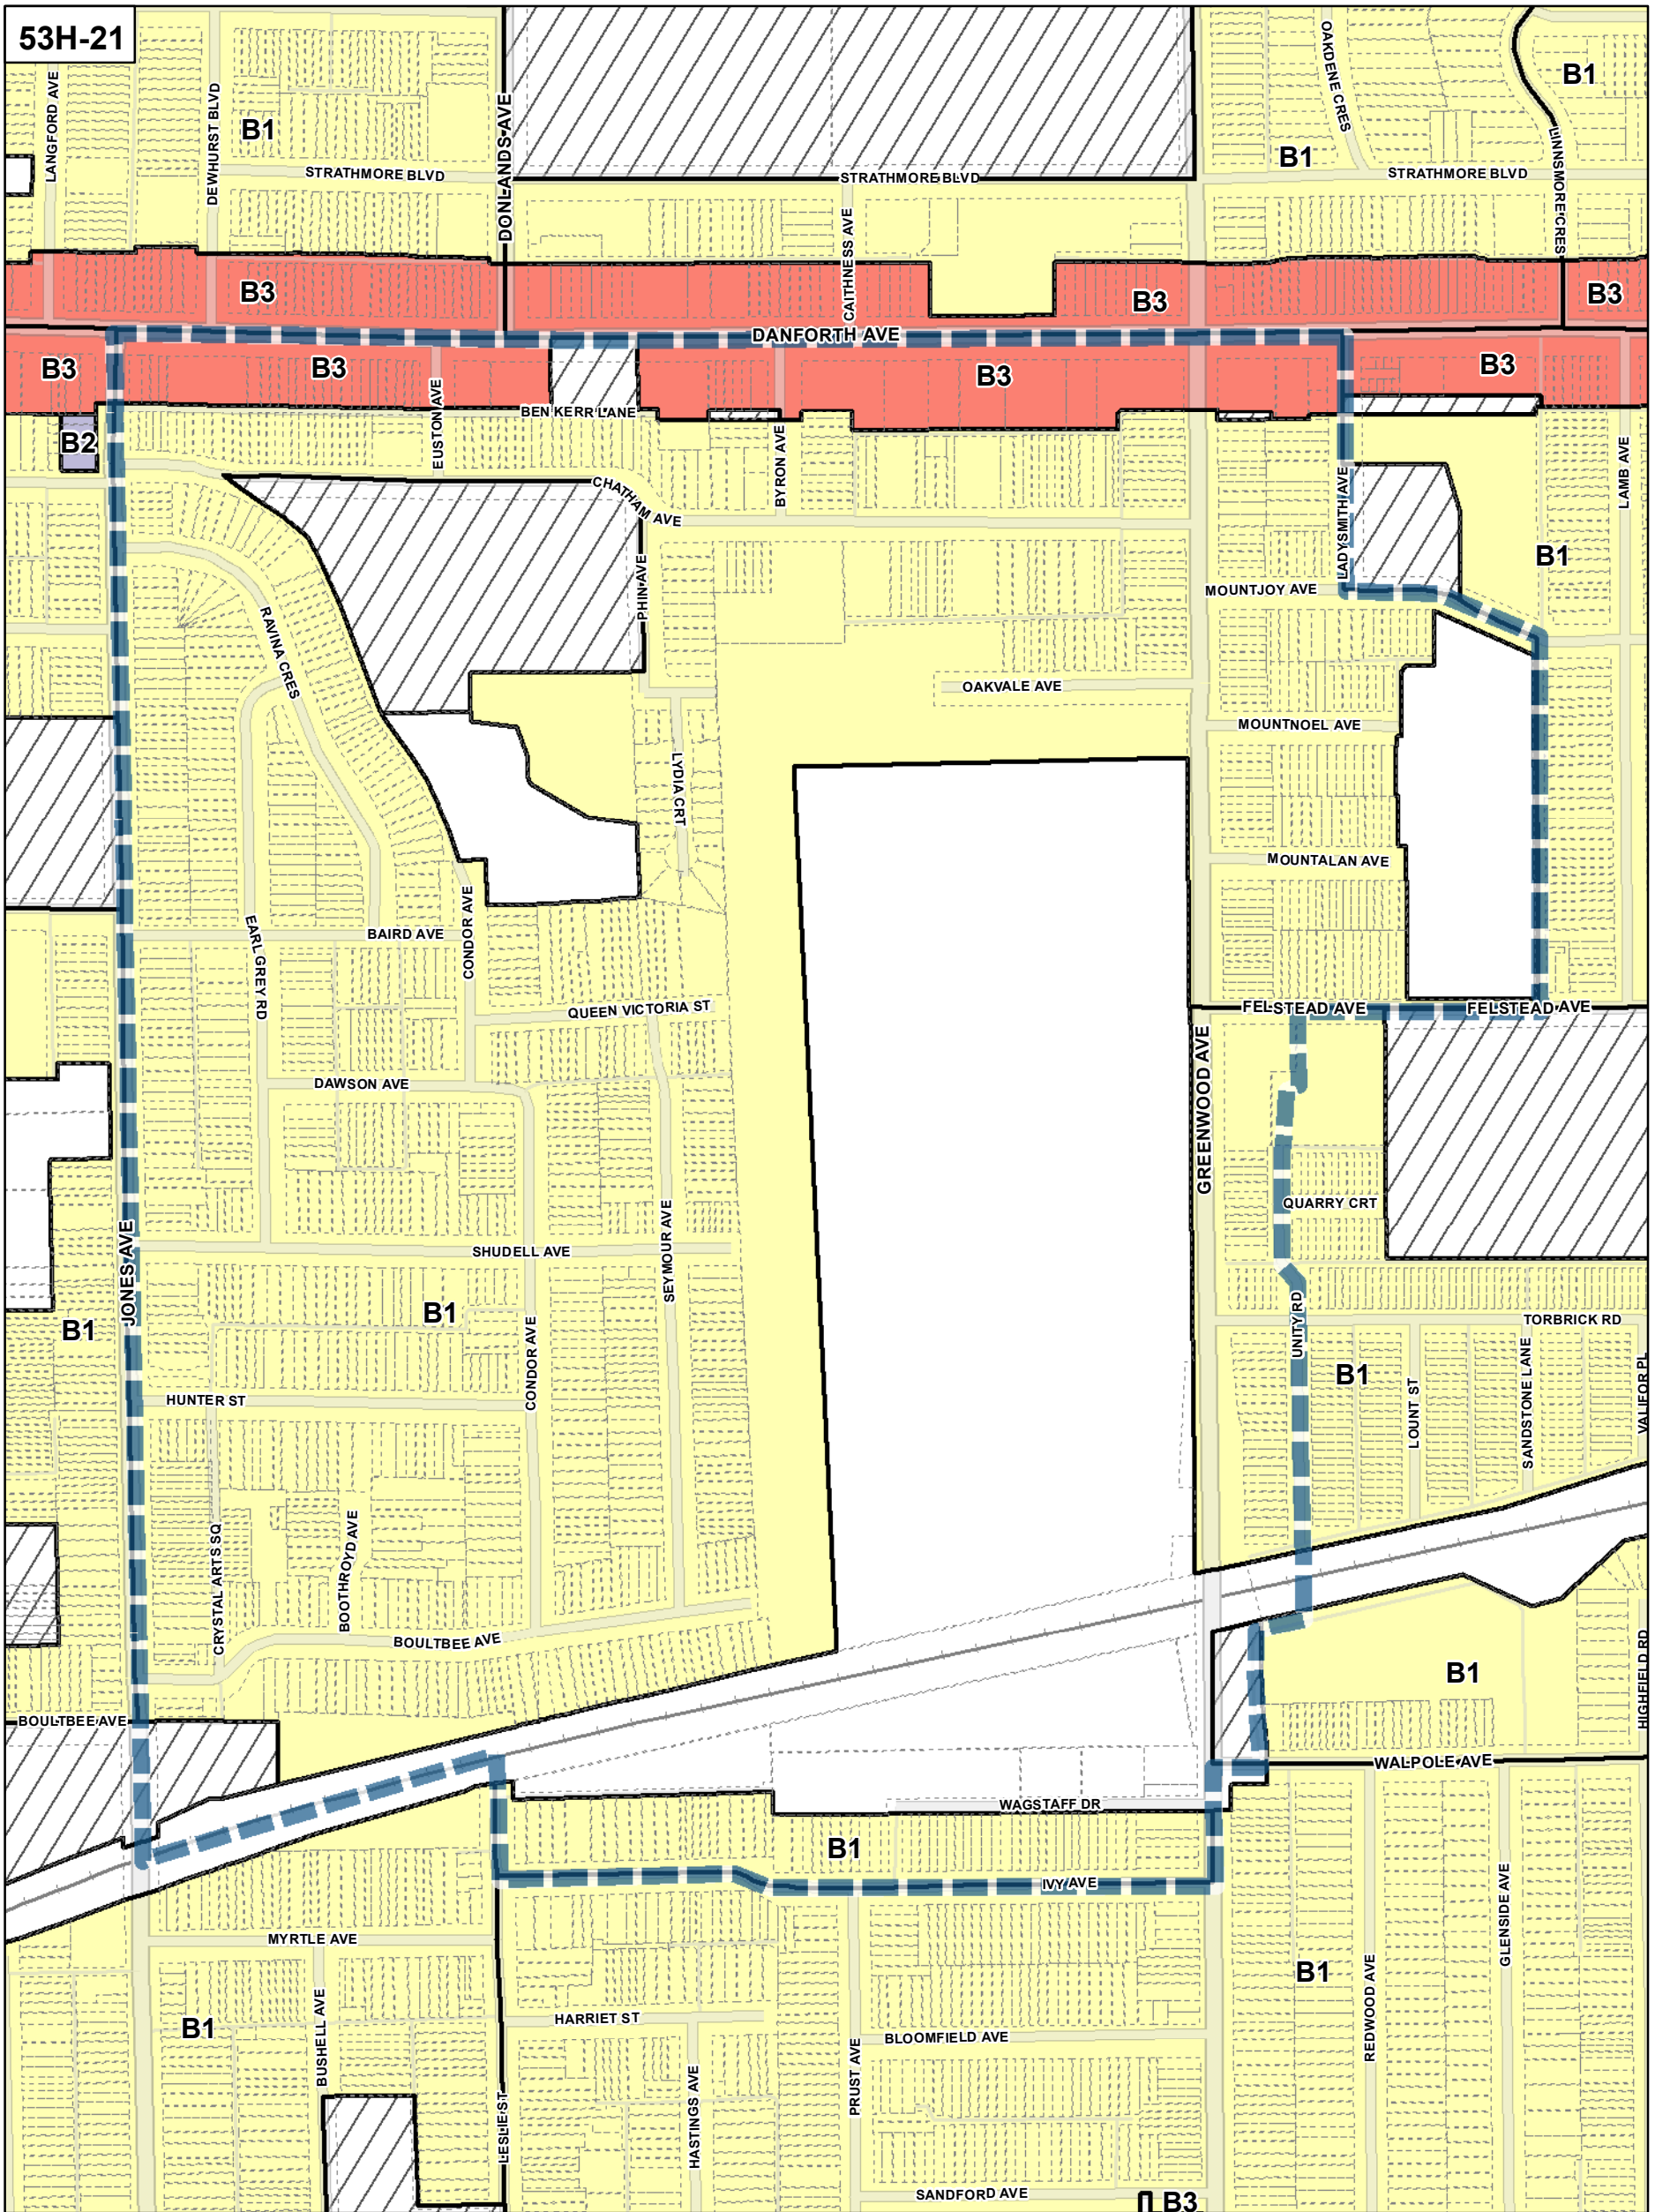 53H-21
LANGFORD AVE
DEWHURST BLVD
B1
STRATHMORE BLVD
DONLANDS AVE
STRATHMORE BLVD
CAITHNESS AVE
OAKDENE CRES
B1
B1
STRATHMORE BLVD
LINNSMORE CRES
B3
B3
B3
DANFORTH AVE
B3
B3
B3
B3
B2
EUSTON AVE
BEN KERR LANE
BYRON AVE
CHATHAM AVE
PHIN AVE
LADYSMITH AVE
LAMB AVE
B1
MOUNTJOY AVE
RAVINA CRES
OAKVALE AVE
MOUNTNOEL AVE
LYDIA CRT
MOUNTALAN AVE
EARL GREY RD
BAIRD AVE
CONDOR AVE
QUEEN VICTORIA ST
FELSTEAD AVE
FELSTEAD AVE
DAWSON AVE
GREENWOOD AVE
QUARRY CRT
JONES AVE
SHUDELL AVE
SEYMOUR AVE
B1
B1
UNITY RD
TORBRICK RD
B1
HUNTER ST
CONDOR AVE
LOUNT ST
SANDSTONE LANE
VALIFOR PL
CRYSTAL ARTS SQ
BOOTHROYD AVE
BOULTBEE AVE
B1
HIGHFIELD RD
BOULTBEE AVE
WALPOLE AVE
WAGSTAFF DR
B1
IVY AVE
MYRTLE AVE
GLENSIDE AVE
B1
REDWOOD AVE
B1
BUSHELL AVE
HARRIET ST
BLOOMFIELD AVE
PRUST AVE
LESLIE ST
HASTINGS AVE
SANDFORD AVE
B3